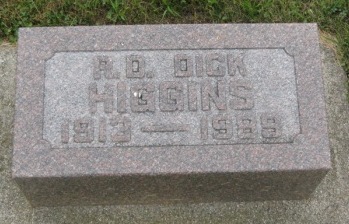 R.D. DICK
HIGGINS
1913 — 1989